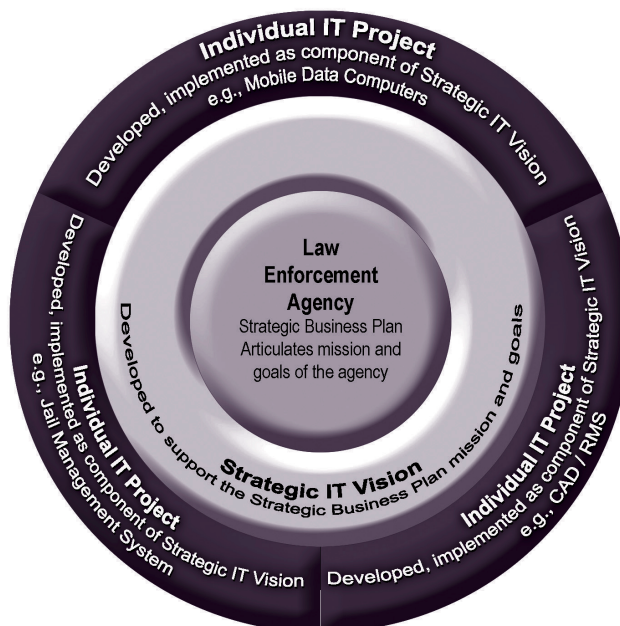 Individual IT Project
Developed, implemented as component of Strategic IT Vision
e.g., Mobile Data Computers
Law
Enforcement
Agency
Strategic Business Plan
Articulates mission and
goals of the agency
Strategic IT Vision
Developed to support the Strategic Business Plan mission and goals
Individual IT Project
Developed, implemented as component of Strategic IT Vision
e.g., Jail Management System
Individual IT Project
Developed, implemented as component of Strategic IT Vision
e.g., CAD / RMS